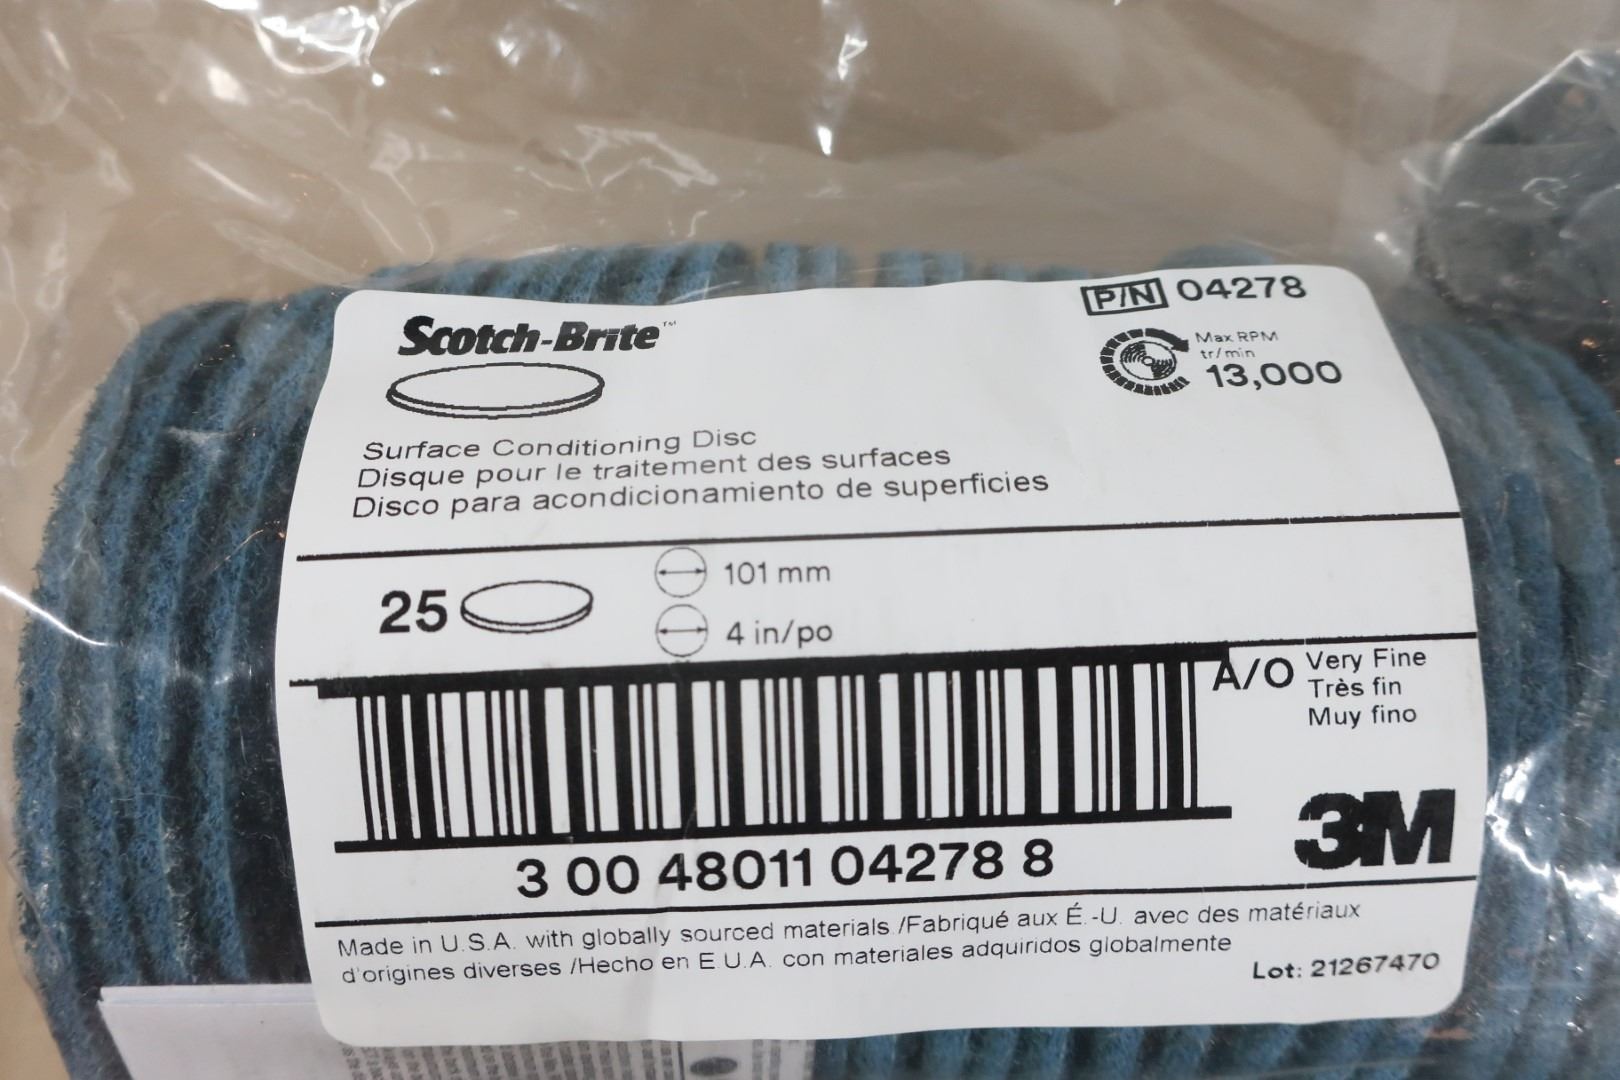 Scotch-Brite™
P/N 04278
Max RPM
tr/min
13,000
Surface Conditioning Disc
Disque pour le traitement des surfaces
Disco para acondicionamiento de superficies
25
101 mm
4 in/po
A/O
Very Fine
Très fin
Muy fino
3 00 48011 04278 8
3M
Made in U.S.A. with globally sourced materials./Fabriqué aux É.-U. avec des matériaux
d'origines diverses /Hecho en E.U.A. con materiales adquiridos globalmente
Lot: 21267470